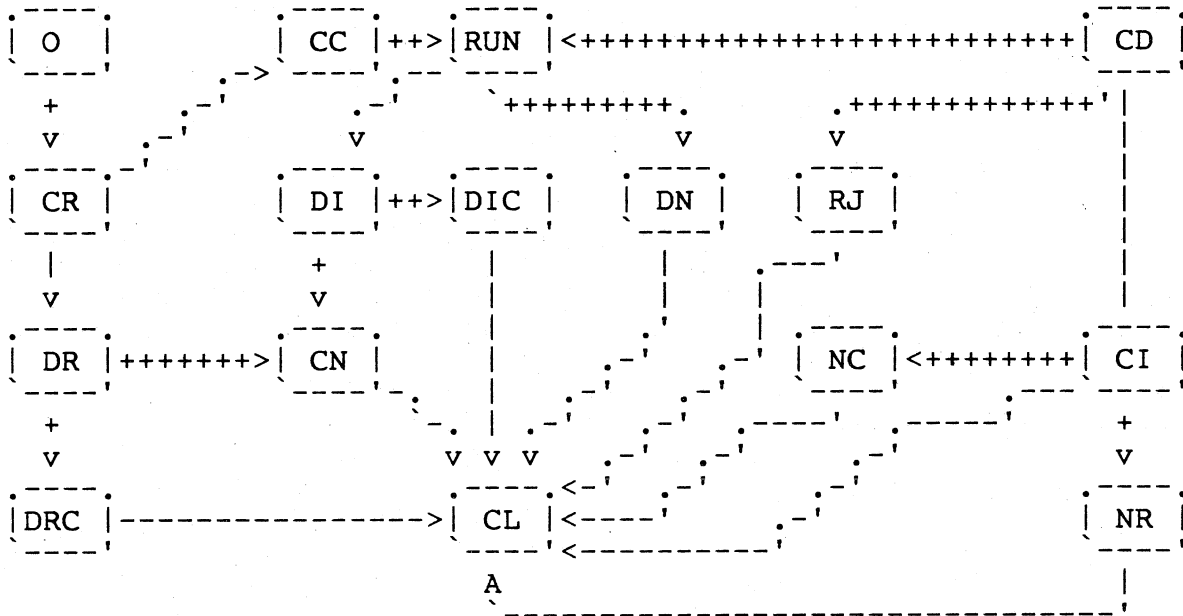 O CC ++> RUN <++++++++++++++++++++++++++ CD
+ `+++++++++. .+++++++++++++'
v v v v
CR DI ++> DIC DN RJ
| + | |
v v
DR +++++++> CN NC <++++++++ CI
+ +
v v v v v
DRC ----------------> CL NR
A